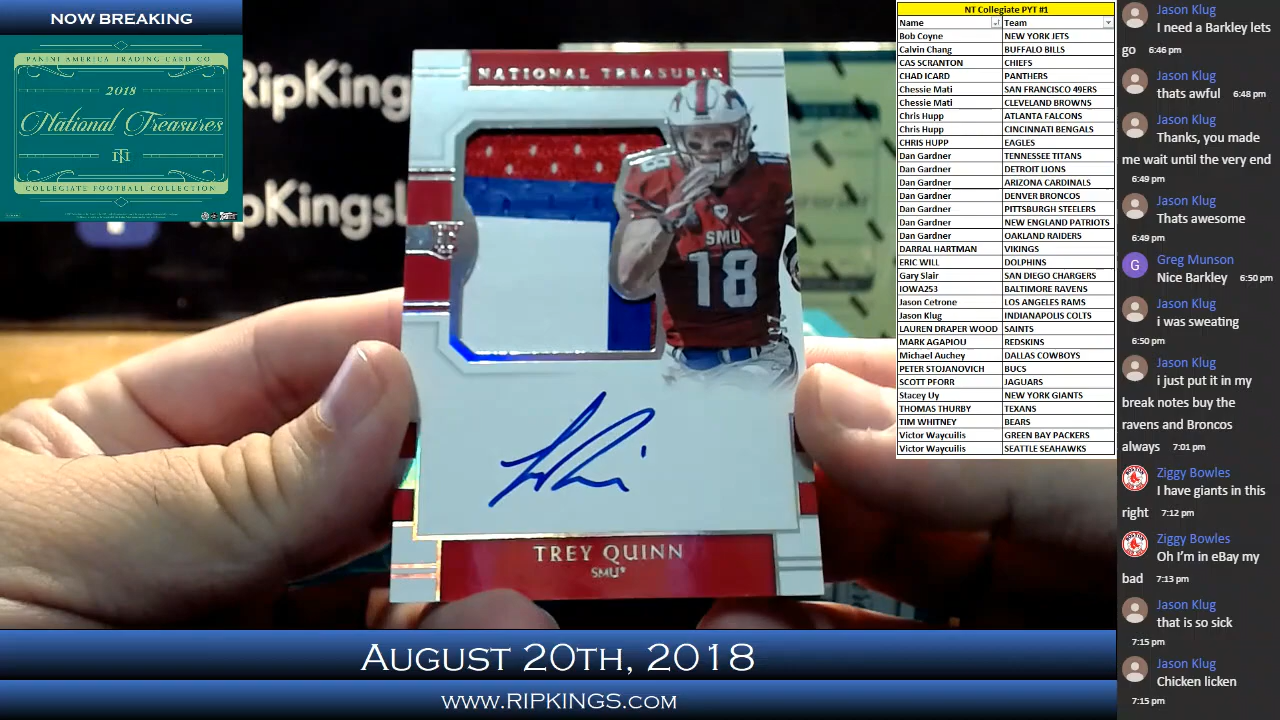 NOW BREAKING
PANINI AMERICA TRADING CARD CO
2018
National Treasures
NT
COLLEGIATE FOOTBALL COLLECTION
RipKings
pKingsL
NATIONAL TREASURES
18
SMU
18
TREY QUINN
SMU*
AUGUST 20TH, 2018
WWW.RIPKINGS.COM
NT Collegiate PYT #1
Name Team
Bob Coyne NEW YORK JETS
Calvin Chang BUFFALO BILLS
CAS SCRANTON CHIEFS
CHAD ICARD PANTHERS
Chessie Mati SAN FRANCISCO 49ERS
Chessie Mati CLEVELAND BROWNS
Chris Hupp ATLANTA FALCONS
Chris Hupp CINCINNATI BENGALS
CHRIS HUPP EAGLES
Dan Gardner TENNESSEE TITANS
Dan Gardner DETROIT LIONS
Dan Gardner ARIZONA CARDINALS
Dan Gardner DENVER BRONCOS
Dan Gardner PITTSBURGH STEELERS
Dan Gardner NEW ENGLAND PATRIOTS
Dan Gardner OAKLAND RAIDERS
DARRAL HARTMAN VIKINGS
ERIC WILL DOLPHINS
Gary Slair SAN DIEGO CHARGERS
IOWA253 BALTIMORE RAVENS
Jason Cetrone LOS ANGELES RAMS
Jason Klug INDIANAPOLIS COLTS
LAUREN DRAPER WOOD SAINTS
MARK AGAPIOU REDSKINS
Michael Auchey DALLAS COWBOYS
PETER STOJANOVICH BUCS
SCOTT PFORR JAGUARS
Stacey Uy NEW YORK GIANTS
THOMAS THURBY TEXANS
TIM WHITNEY BEARS
Victor Waycuilis GREEN BAY PACKERS
Victor Waycuilis SEATTLE SEAHAWKS
Jason Klug
I need a Barkley lets
go 6:46 pm
Jason Klug
thats awful 6:48 pm
Jason Klug
Thanks, you made
me wait until the very end
6:49 pm
Jason Klug
Thats awesome
6:49 pm
G Greg Munson
Nice Barkley 6:50 pm
Jason Klug
i was sweating
6:50 pm
Jason Klug
i just put it in my
break notes buy the
ravens and Broncos
always 7:01 pm
Ziggy Bowles
I have giants in this
right 7:12 pm
Ziggy Bowles
Oh I'm in eBay my
bad 7:13 pm
Jason Klug
that is so sick
7:15 pm
Jason Klug
Chicken licken
7:15 pm